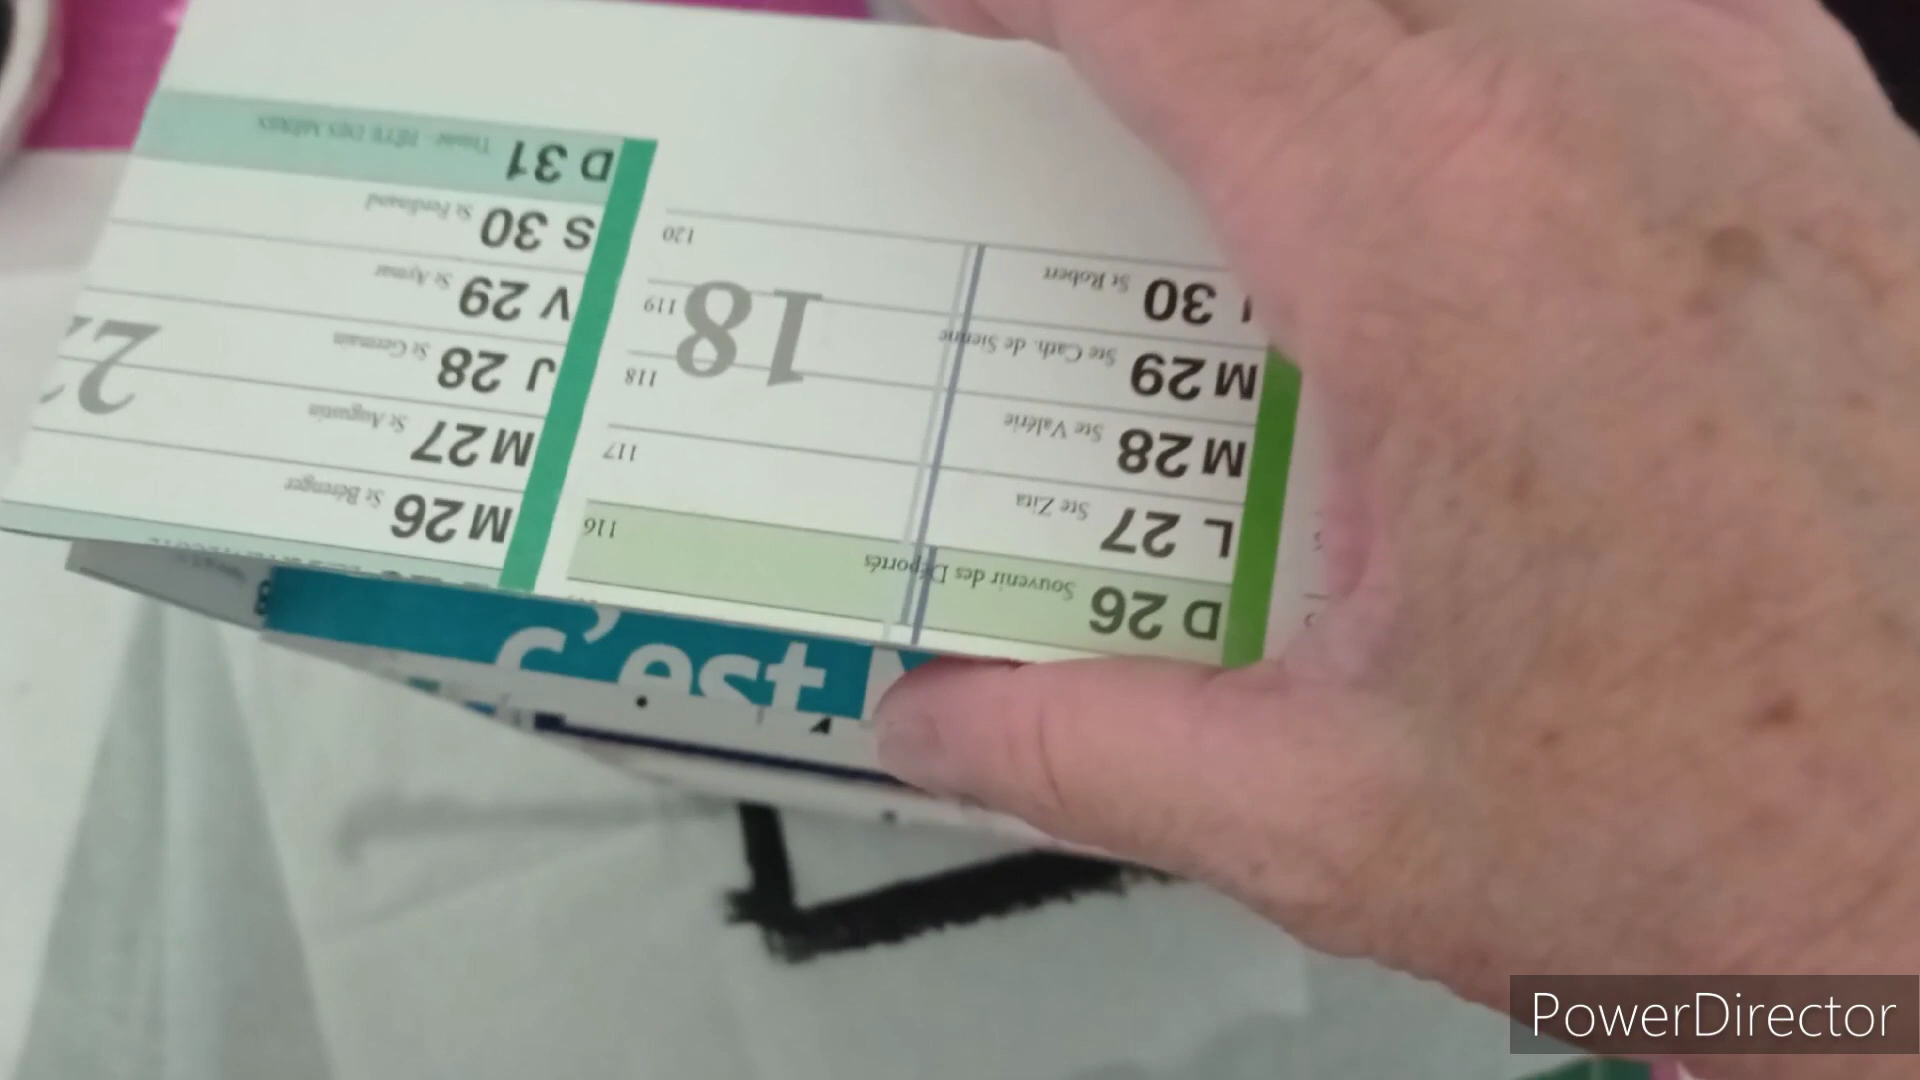 D 26 Souvenir des Déportés 116
L 27 Ste Zita 117
M 28 Ste Valérie 118
M 29 Ste Cath. de Sienne 119
30 St Robert 120
18
M 26 St Bérenger
M 27 St Augustin
J 28 St Germain
V 29 St Aymar
S 30 St Ferdinand
D 31 Trinité - FÊTE DES MÈRES
C'est
PowerDirector